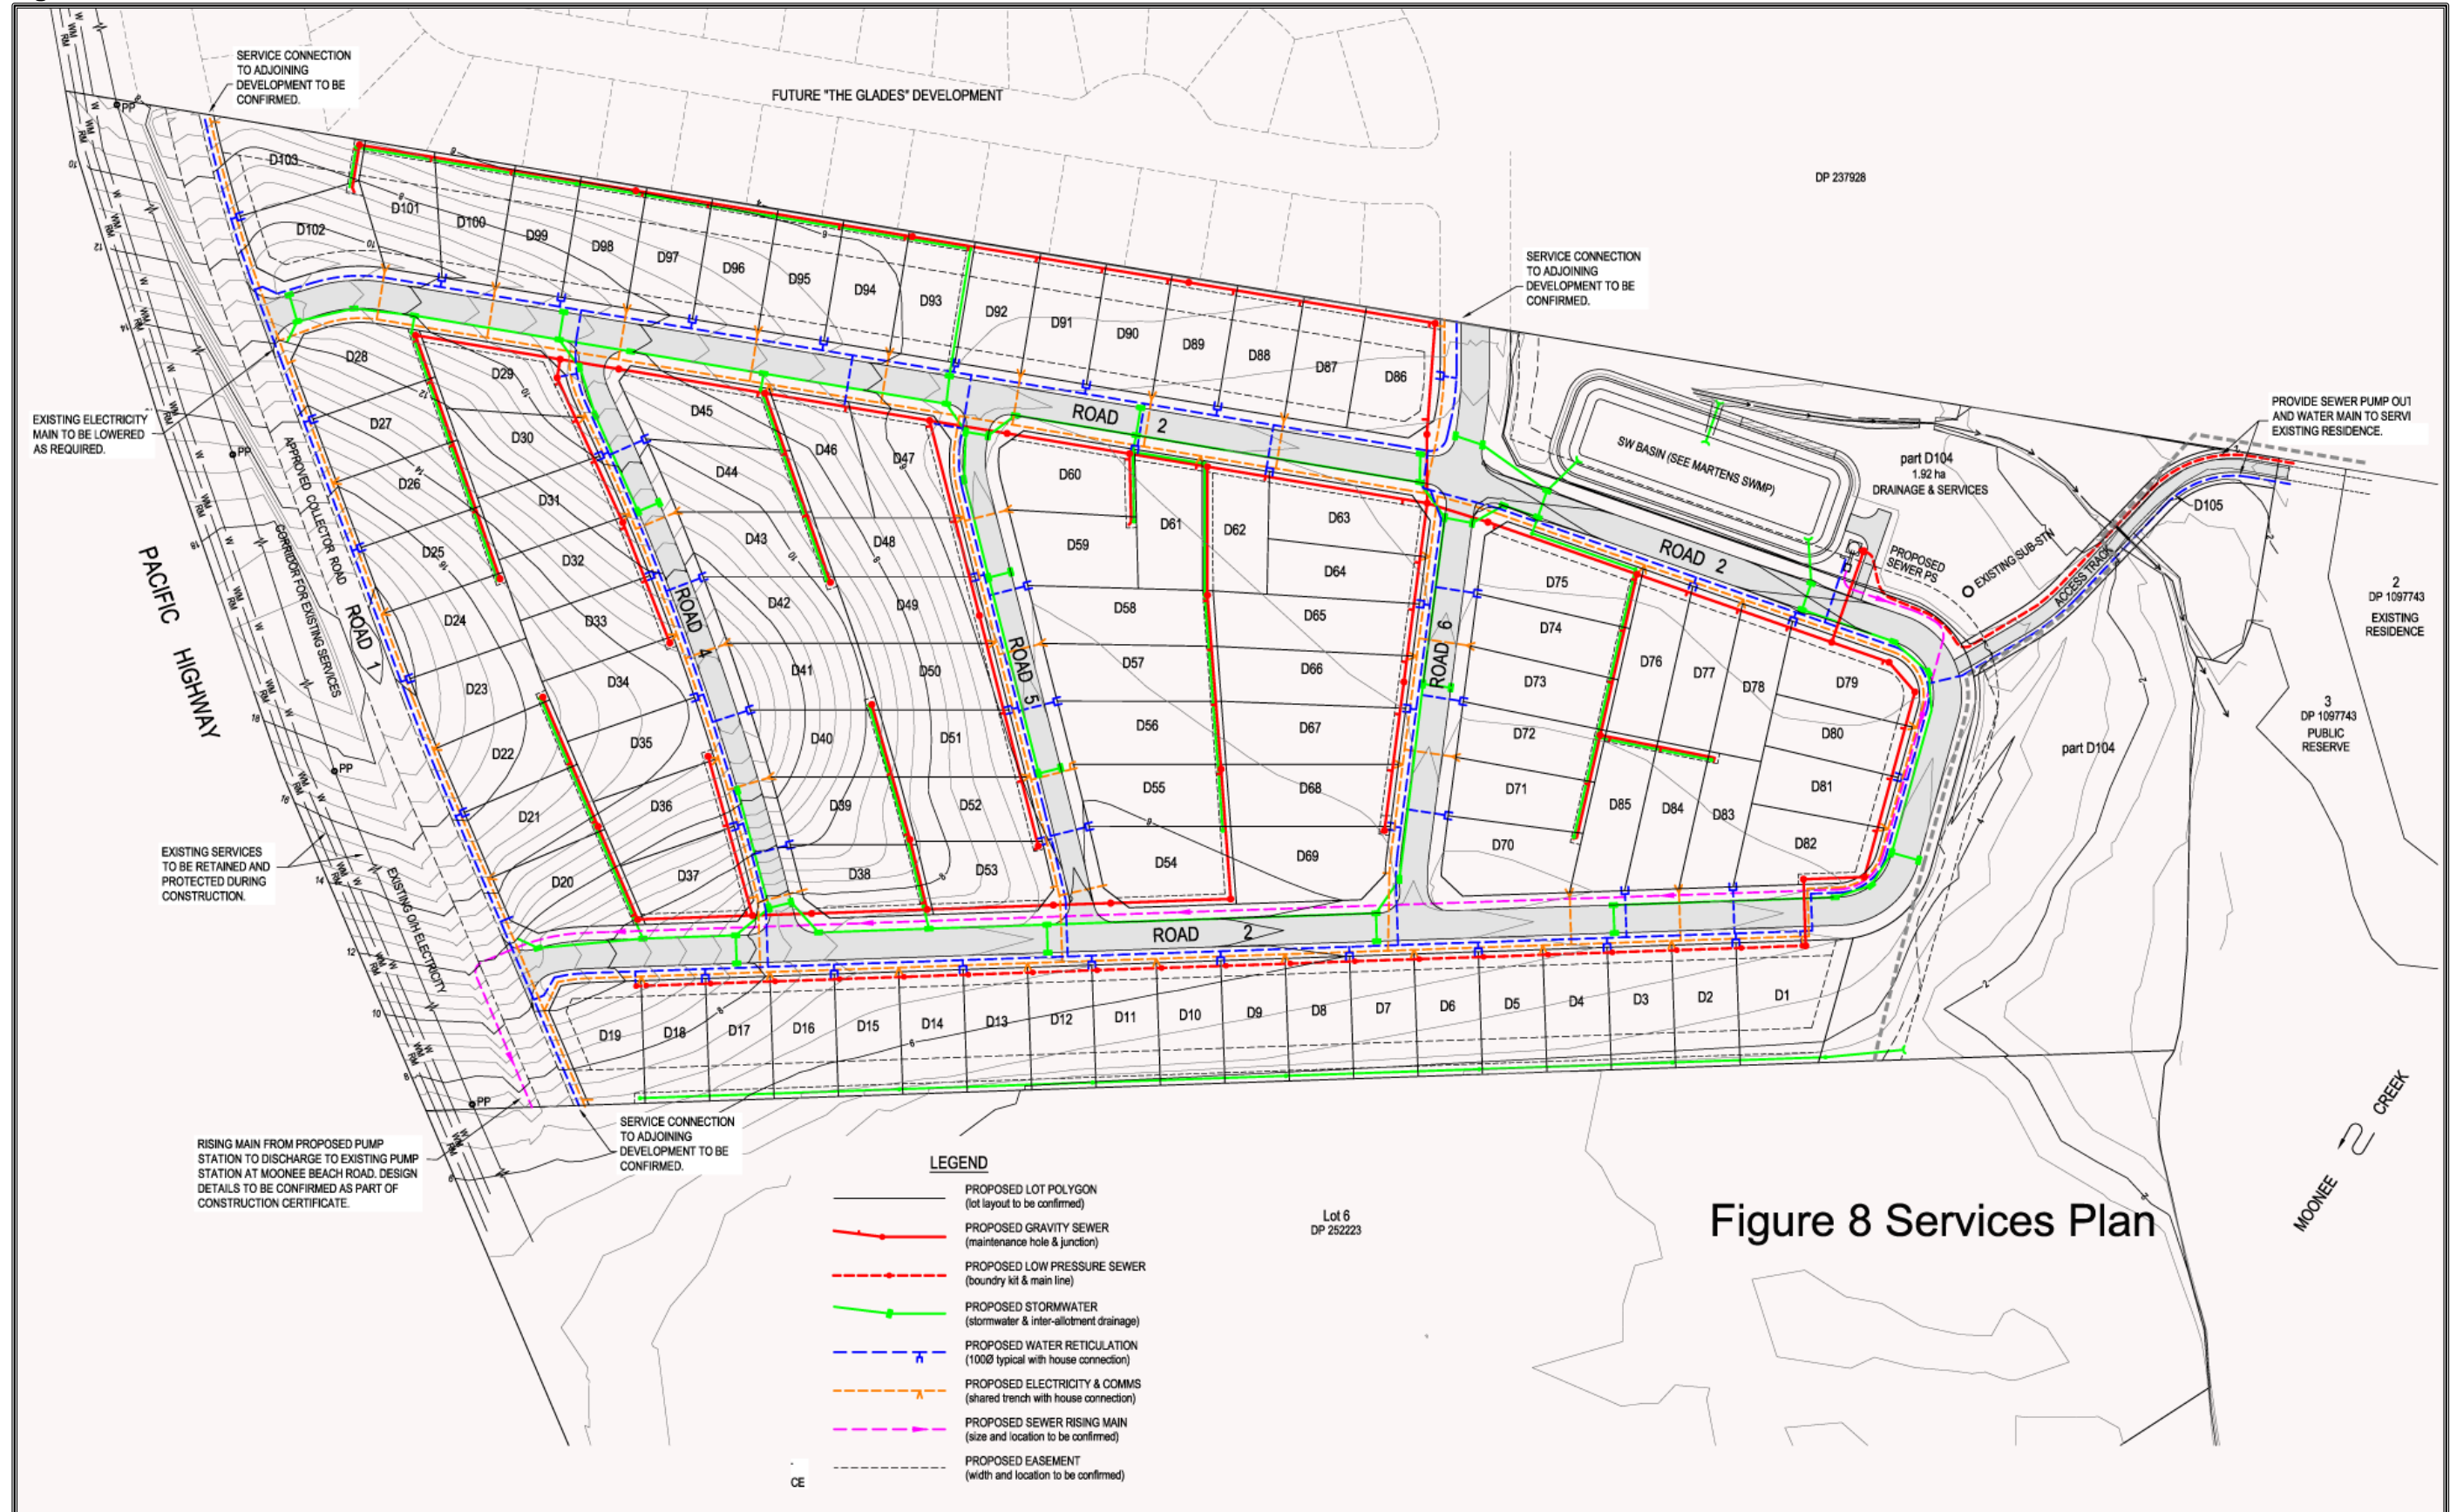 SERVICE CONNECTION
TO ADJOINING
DEVELOPMENT TO BE
CONFIRMED.
FUTURE "THE GLADES" DEVELOPMENT
DP 237928
SERVICE CONNECTION
TO ADJOINING
DEVELOPMENT TO BE
CONFIRMED.
EXISTING ELECTRICITY
MAIN TO BE LOWERED
AS REQUIRED.
PROVIDE SEWER PUMP OUT
AND WATER MAIN TO SERVI
EXISTING RESIDENCE.
PP
PP
PP
PP
D103
D102
D101
D100
D99
D98
D97
D96
D95
D94
D93
D92
D91
D90
D89
D88
D87
D86
ROAD 2
D28
D29
D27
D30
D26
D31
D25
D32
D24
D33
D23
D34
D22
D35
D21
D36
D20
D37
D45
D46
D47
D44
D43
D48
D42
D49
D41
D50
D40
D51
D39
D52
D38
D53
D60
D61
D62
D63
D59
D64
D58
D65
D57
D66
D56
D67
D55
D68
D54
D69
D75
D74
D73
D72
D71
D70
D76
D77
D78
D79
D80
D81
D82
D83
D84
D85
ROAD 1
ROAD 4
ROAD 5
ROAD 6
ROAD 2
ROAD 2
APPROVED COLLECTOR ROAD
CORRIDOR FOR EXISTING SERVICES
EXISTING O/H ELECTRICITY
PACIFIC HIGHWAY
SW BASIN (SEE MARTENS SWMP)
part D104
1.92 ha
DRAINAGE & SERVICES
PROPOSED
SEWER PS
EXISTING SUB-STN
ACCESS TRACK
D105
2
DP 1097743
EXISTING
RESIDENCE
3
DP 1097743
PUBLIC
RESERVE
part D104
EXISTING SERVICES
TO BE RETAINED AND
PROTECTED DURING
CONSTRUCTION.
D19
D18
D17
D16
D15
D14
D13
D12
D11
D10
D9
D8
D7
D6
D5
D4
D3
D2
D1
RISING MAIN FROM PROPOSED PUMP
STATION TO DISCHARGE TO EXISTING PUMP
STATION AT MOONEE BEACH ROAD. DESIGN
DETAILS TO BE CONFIRMED AS PART OF
CONSTRUCTION CERTIFICATE.
SERVICE CONNECTION
TO ADJOINING
DEVELOPMENT TO BE
CONFIRMED.
MOONEE CREEK
Lot 6
DP 252223
Figure 8 Services Plan
LEGEND
PROPOSED LOT POLYGON
(lot layout to be confirmed)
PROPOSED GRAVITY SEWER
(maintenance hole & junction)
PROPOSED LOW PRESSURE SEWER
(boundry kit & main line)
PROPOSED STORMWATER
(stormwater & inter-allotment drainage)
PROPOSED WATER RETICULATION
(100Ø typical with house connection)
PROPOSED ELECTRICITY & COMMS
(shared trench with house connection)
PROPOSED SEWER RISING MAIN
(size and location to be confirmed)
PROPOSED EASEMENT
(width and location to be confirmed)
CE